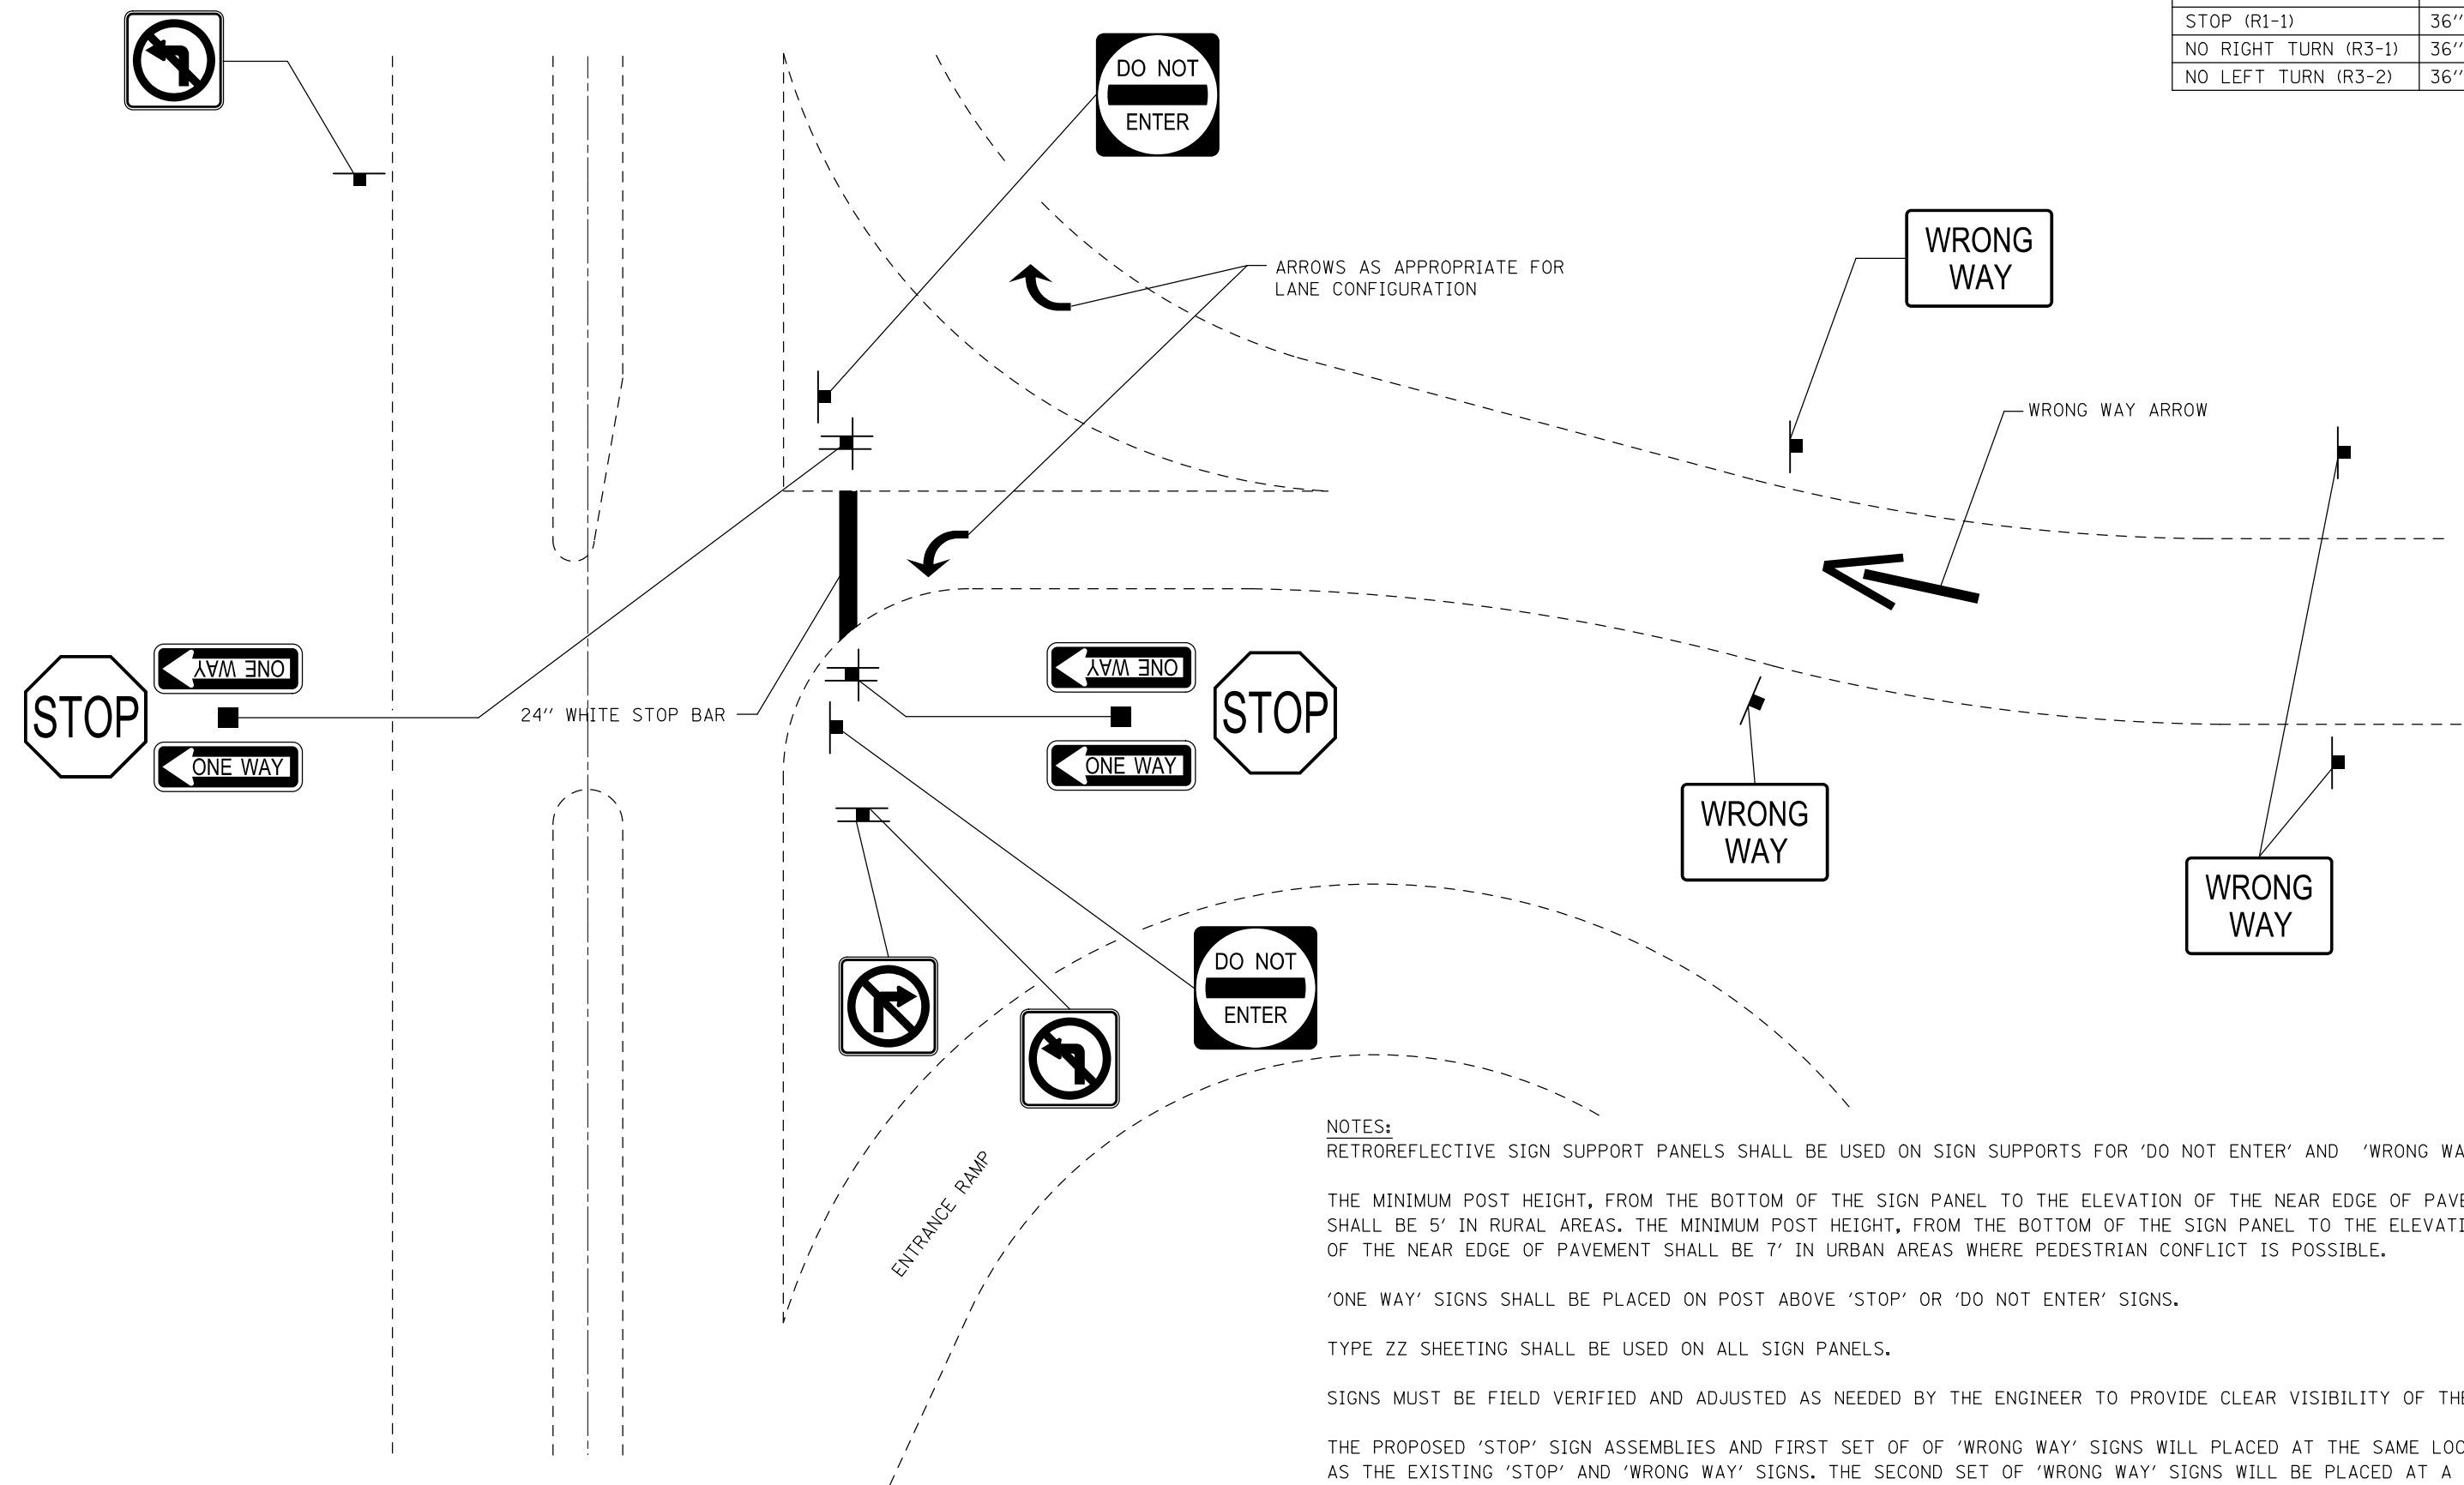 STOP (R1-1) 36"
NO RIGHT TURN (R3-1) 36"
NO LEFT TURN (R3-2) 36"
DO NOT
ENTER
ARROWS AS APPROPRIATE FOR
LANE CONFIGURATION
WRONG
WAY
WRONG WAY ARROW
STOP
ONE WAY
ONE WAY
24" WHITE STOP BAR
ONE WAY
ONE WAY
STOP
WRONG
WAY
WRONG
WAY
DO NOT
ENTER
ENTRANCE RAMP
NOTES:
RETROREFLECTIVE SIGN SUPPORT PANELS SHALL BE USED ON SIGN SUPPORTS FOR 'DO NOT ENTER' AND 'WRONG
THE MINIMUM POST HEIGHT, FROM THE BOTTOM OF THE SIGN PANEL TO THE ELEVATION OF THE NEAR EDGE OF
SHALL BE 5' IN RURAL AREAS. THE MINIMUM POST HEIGHT, FROM THE BOTTOM OF THE SIGN PANEL TO THE
OF THE NEAR EDGE OF PAVEMENT SHALL BE 7' IN URBAN AREAS WHERE PEDESTRIAN CONFLICT IS POSSIBLE.
'ONE WAY' SIGNS SHALL BE PLACED ON POST ABOVE 'STOP' OR 'DO NOT ENTER' SIGNS.
TYPE ZZ SHEETING SHALL BE USED ON ALL SIGN PANELS.
SIGNS MUST BE FIELD VERIFIED AND ADJUSTED AS NEEDED BY THE ENGINEER TO PROVIDE CLEAR VISIBILITY OF
THE PROPOSED 'STOP' SIGN ASSEMBLIES AND FIRST SET OF OF 'WRONG WAY' SIGNS WILL PLACED AT THE SAME
AS THE EXISTING 'STOP' AND 'WRONG WAY' SIGNS. THE SECOND SET OF 'WRONG WAY' SIGNS WILL BE PLACED AT A